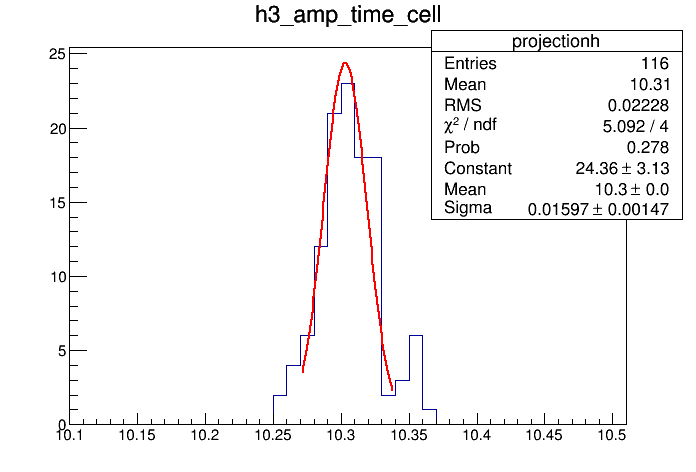 h3_amp_time_cell
projectionh
Entries 116
Mean 10.31
RMS 0.02228
χ² / ndf 5.092 / 4
Prob 0.278
Constant 24.36 ± 3.13
Mean 10.3 ± 0.0
Sigma 0.01597 ± 0.00147
25
20
15
10
5
0
10.1 10.15 10.2 10.25 10.3 10.35 10.4 10.45 10.5